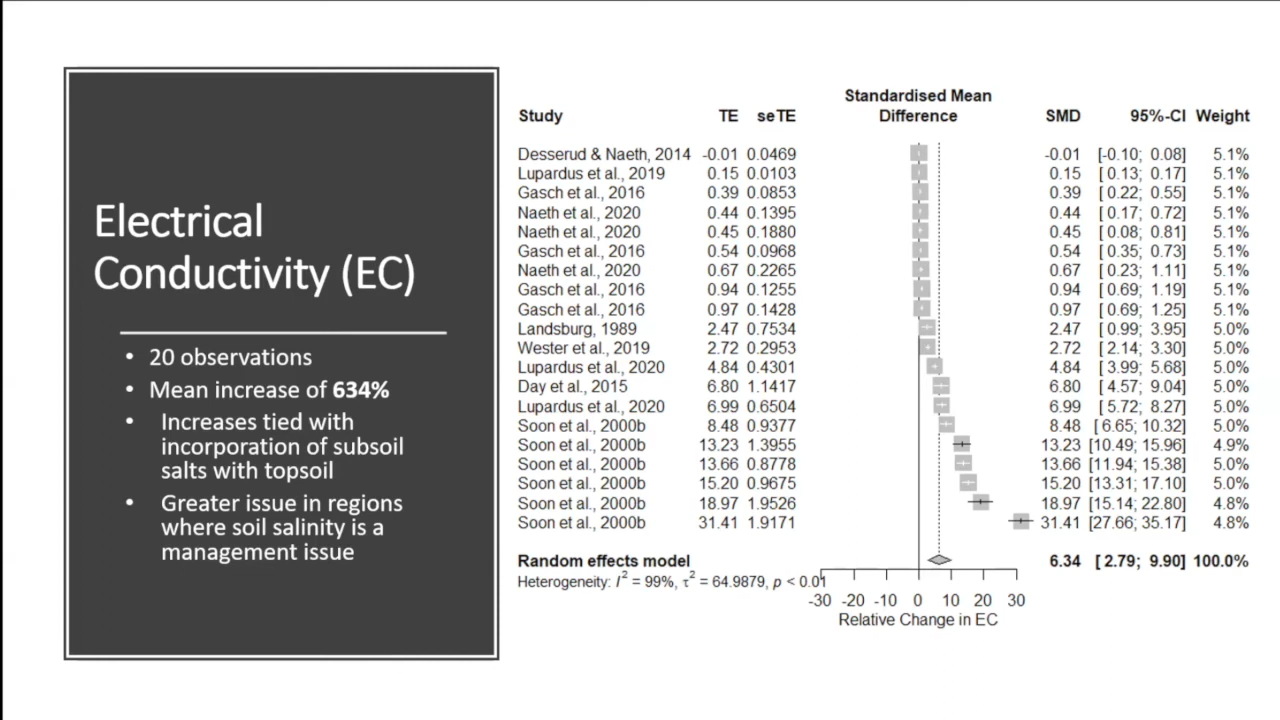 Electrical
Conductivity (EC)
• 20 observations
• Mean increase of 634%
• Increases tied with
incorporation of subsoil
salts with topsoil
• Greater issue in regions
where soil salinity is a
management issue
Standardised Mean
Study TE seTE Difference SMD 95%-CI Weight
Desserud & Naeth, 2014 -0.01 0.0469 -0.01 [-0.10; 0.08] 5.1%
Lupardus et al., 2019 0.15 0.0103 0.15 [ 0.13; 0.17] 5.1%
Gasch et al., 2016 0.39 0.0853 0.39 [ 0.22; 0.55] 5.1%
Naeth et al., 2020 0.44 0.1395 0.44 [ 0.17; 0.72] 5.1%
Naeth et al., 2020 0.45 0.1880 0.45 [ 0.08; 0.81] 5.1%
Gasch et al., 2016 0.54 0.0968 0.54 [ 0.35; 0.73] 5.1%
Naeth et al., 2020 0.67 0.2265 0.67 [ 0.23; 1.11] 5.1%
Gasch et al., 2016 0.94 0.1255 0.94 [ 0.69; 1.19] 5.1%
Gasch et al., 2016 0.97 0.1428 0.97 [ 0.69; 1.25] 5.1%
Landsburg, 1989 2.47 0.7534 2.47 [ 0.99; 3.95] 5.0%
Wester et al., 2019 2.72 0.2953 2.72 [ 2.14; 3.30] 5.0%
Lupardus et al., 2020 4.84 0.4301 4.84 [ 3.99; 5.68] 5.0%
Day et al., 2015 6.80 1.1417 6.80 [ 4.57; 9.04] 5.0%
Lupardus et al., 2020 6.99 0.6504 6.99 [ 5.72; 8.27] 5.0%
Soon et al., 2000b 8.48 0.9377 8.48 [ 6.65; 10.32] 5.0%
Soon et al., 2000b 13.23 1.3955 13.23 [10.49; 15.96] 4.9%
Soon et al., 2000b 13.66 0.8778 13.66 [11.94; 15.38] 5.0%
Soon et al., 2000b 15.20 0.9675 15.20 [13.31; 17.10] 5.0%
Soon et al., 2000b 18.97 1.9526 18.97 [15.14; 22.80] 4.8%
Soon et al., 2000b 31.41 1.9171 31.41 [27.66; 35.17] 4.8%
Random effects model 6.34 [ 2.79; 9.90] 100.0%
Heterogeneity: I² = 99%, τ² = 64.9879, p < 0.01
-30 -20 -10 0 10 20 30
Relative Change in EC